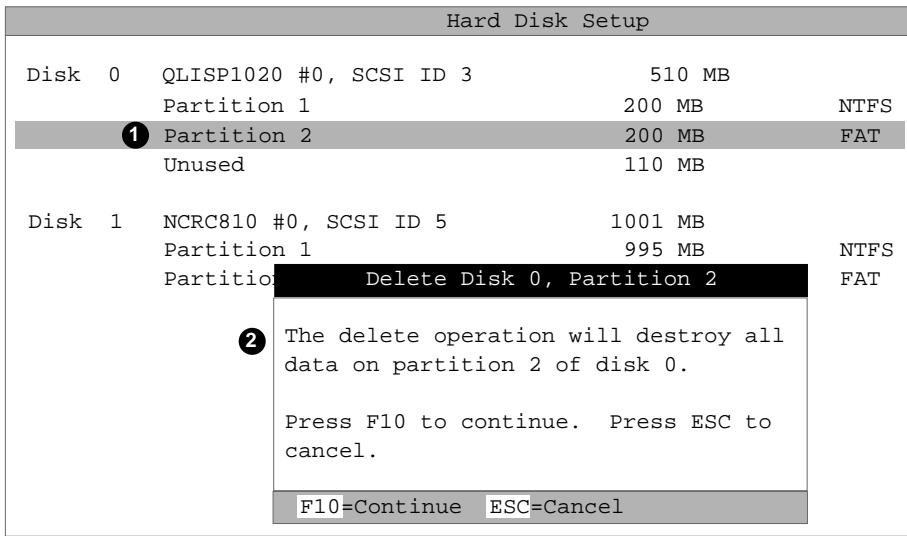 Hard Disk Setup
Disk 0 QLISP1020 #0, SCSI ID 3 510 MB
Partition 1 200 MB NTFS
1 Partition 2 200 MB FAT
Unused 110 MB
Disk 1 NCRC810 #0, SCSI ID 5 1001 MB
Partition 1 995 MB NTFS
FAT
Delete Disk 0, Partition 2
2 The delete operation will destroy all
data on partition 2 of disk 0.
Press F10 to continue. Press ESC to
cancel.
F10=Continue ESC=Cancel